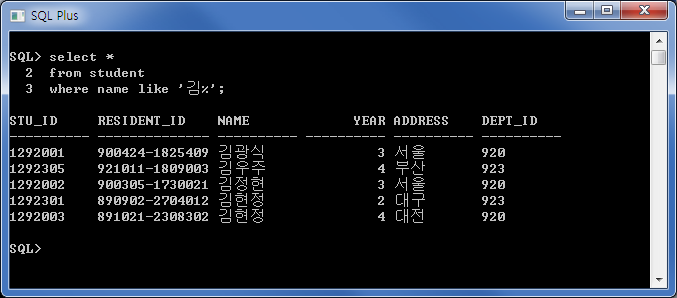 SQL Plus
SQL> select *
2 from student
3 where name like '김%';
STU_ID RESIDENT_ID NAME YEAR ADDRESS DEPT_ID
---------- -------------- ---------- ---------- ---------- ----------
1292001 900424-1825409 김광식 3 서울 920
1292305 921011-1809003 김우주 4 부산 923
1292002 900305-1730021 김정현 3 서울 920
1292301 890902-2704012 김현정 2 대구 923
1292003 891021-2308302 김현정 4 대전 920
SQL>